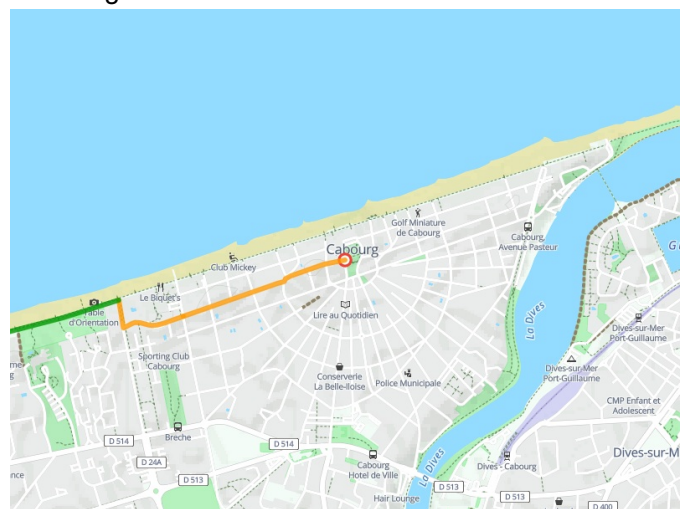 Golf Miniature
de Cabourg
Cabourg
Cabourg,
Avenue Pasteur
Club Mickey
Le Biquet's
Table
d'Orientation
Lire au Quotidien
La Dives
Dives-sur-Mer
Port-Guillaume
Sporting Club
Cabourg
Conserverie
La Belle-Iloise
Police Municipale
Dives-sur-Mer
Port-Guillaume
CMP Enfant et
Adolescent
Breche
D 514
D 514
D 24A
D 513
Cabourg
Hotel de Ville
La Dives
Dives - Cabourg
Dives-sur-M
Hair Lounge
D 513
D 513
D 400